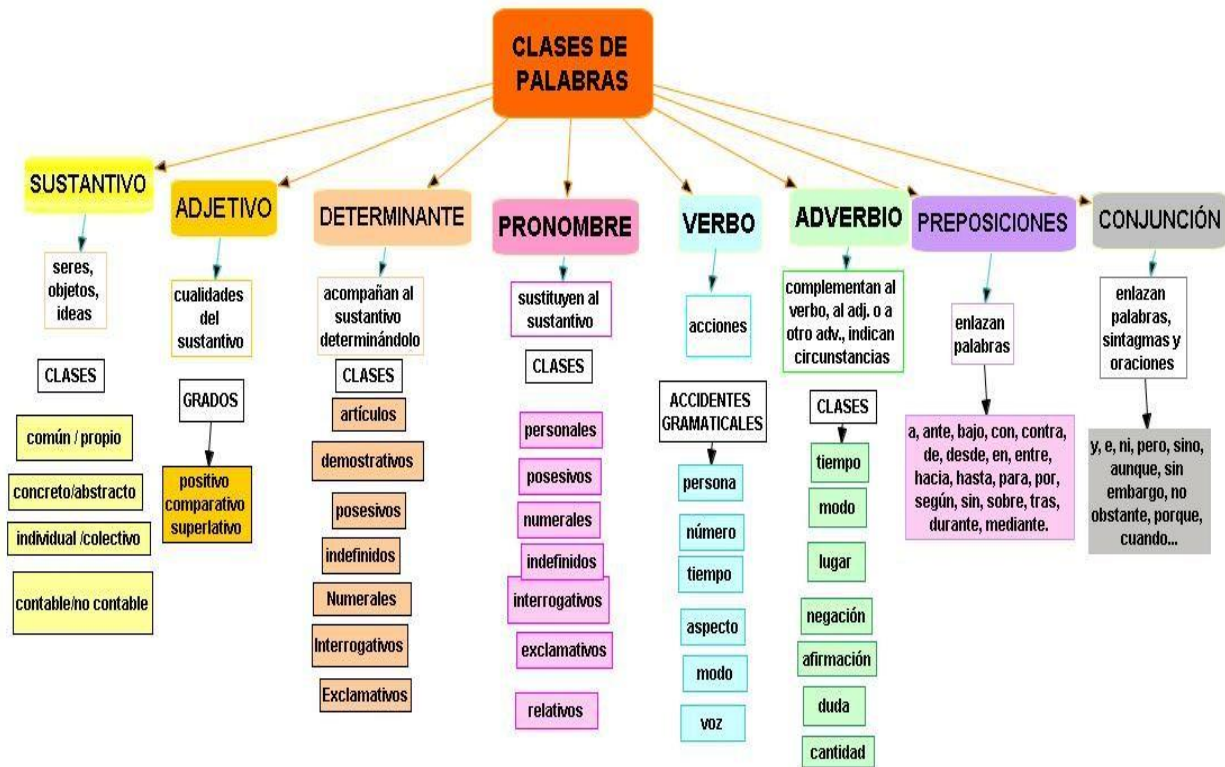 CLASES DE
PALABRAS
SUSTANTIVO
seres,
objetos,
ideas
CLASES
común / propio
concreto/abstracto
individual /colectivo
contable/no contable
ADJETIVO
cualidades
del
sustantivo
GRADOS
positivo
comparativo
superlativo
DETERMINANTE
acompañan al
sustantivo
determinándolo
CLASES
artículos
demostrativos
posesivos
indefinidos
Numerales
Interrogativos
Exclamativos
PRONOMBRE
sustituyen al
sustantivo
CLASES
personales
posesivos
numerales
indefinidos
interrogativos
exclamativos
relativos
VERBO
acciones
ACCIDENTES
GRAMATICALES
persona
número
tiempo
aspecto
modo
voz
ADVERBIO
complementan al
verbo, al adj. o a
otro adv., indican
circunstancias
CLASES
tiempo
modo
lugar
negación
afirmación
duda
cantidad
PREPOSICIONES
enlazan
palabras
a, ante, bajo, con, contra,
de, desde, en, entre,
hacia, hasta, para, por,
según, sin, sobre, tras,
durante, mediante.
CONJUNCIÓN
enlazan
palabras,
sintagmas y
oraciones
y, e, ni, pero, sino,
aunque, sin
embargo, no
obstante, porque,
cuando...